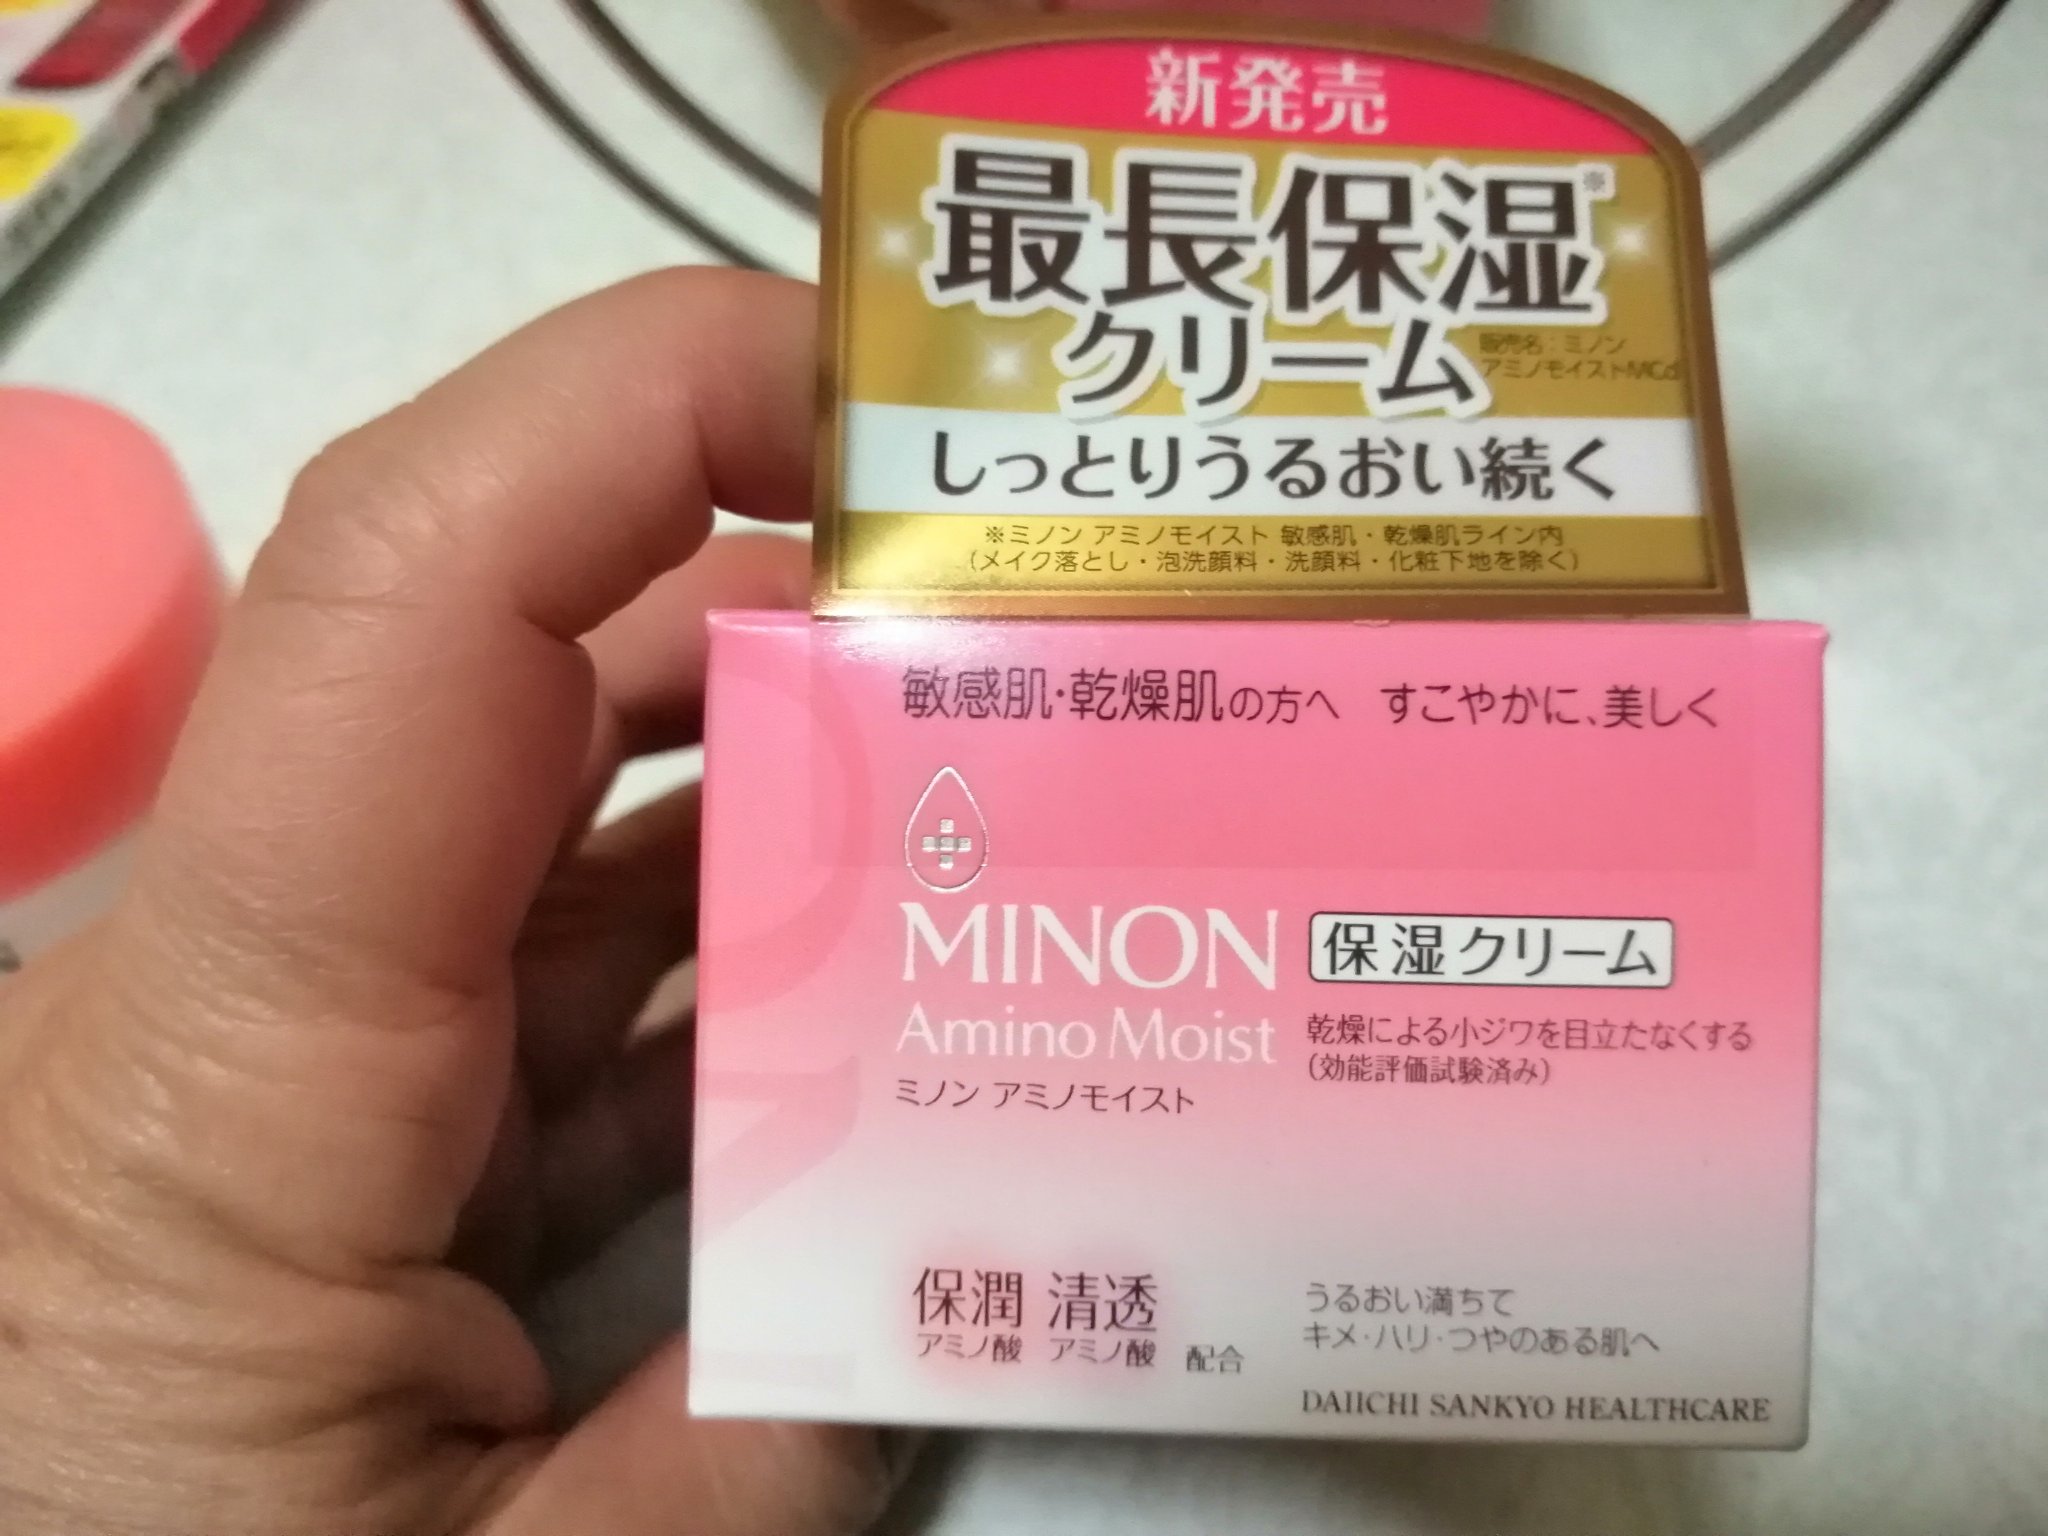 新発売
最長保湿※
クリーム
販売名：ミノン
アミノモイストMCd
しっとりうるおい続く
※ミノン アミノモイスト 敏感肌・乾燥肌ライン内
（メイク落とし・泡洗顔料・洗顔料・化粧下地を除く）
敏感肌・乾燥肌の方へ すこやかに、美しく
MINON
Amino Moist
ミノン アミノモイスト
保湿クリーム
乾燥による小ジワを目立たなくする
（効能評価試験済み）
保潤 清透
アミノ酸 アミノ酸 配合
うるおい満ちて
キメ・ハリ・つやのある肌へ
DAIICHI SANKYO HEALTHCARE